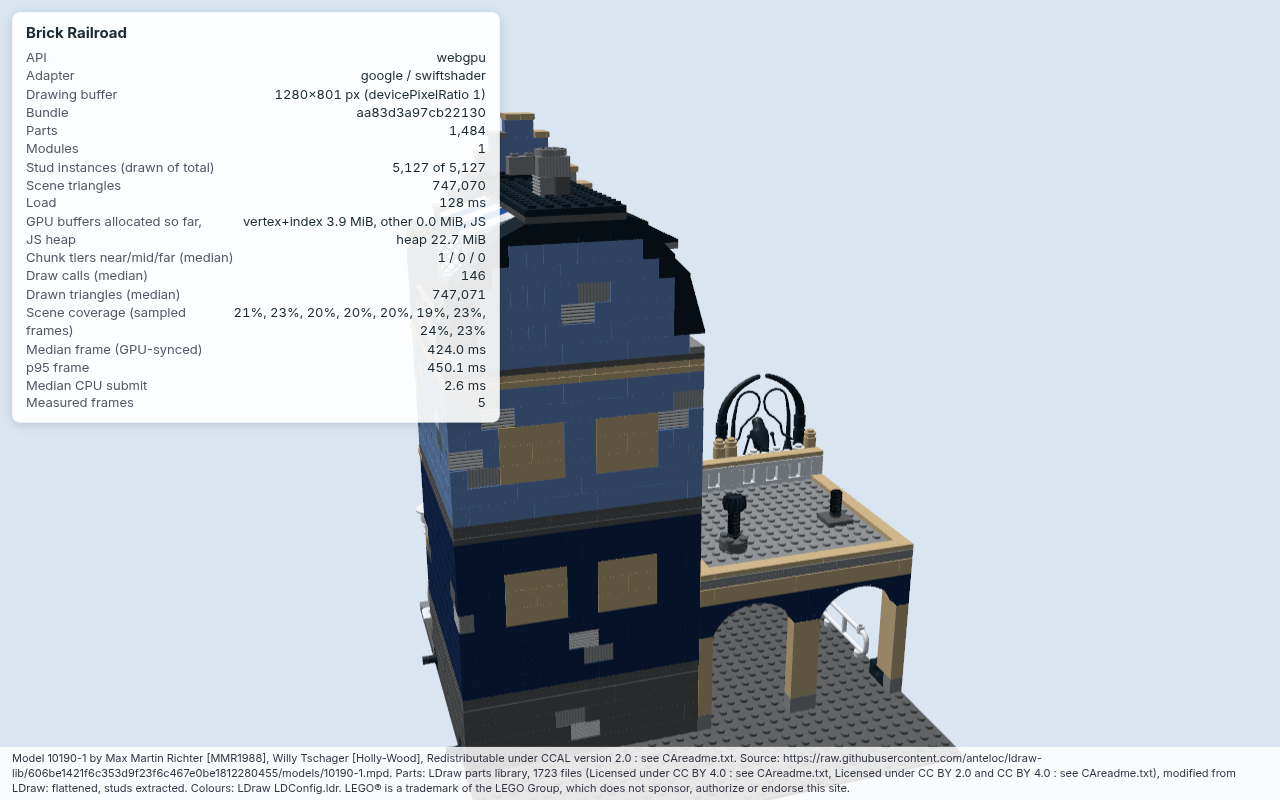 Brick Railroad
API webgpu
Adapter google / swiftshader
Drawing buffer 1280×801 px (devicePixelRatio 1)
Bundle aa83d3a97cb22130
Parts 1,484
Modules 1
Stud instances (drawn of total) 5,127 of 5,127
Scene triangles 747,070
Load 128 ms
GPU buffers allocated so far, vertex+index 3.9 MiB, other 0.0 MiB, JS
JS heap heap 22.7 MiB
Chunk tiers near/mid/far (median) 1 / 0 / 0
Draw calls (median) 146
Drawn triangles (median) 747,071
Scene coverage (sampled 21%, 23%, 20%, 20%, 20%, 19%, 23%,
frames) 24%, 23%
Median frame (GPU-synced) 424.0 ms
p95 frame 450.1 ms
Median CPU submit 2.6 ms
Measured frames 5
Model 10190-1 by Max Martin Richter [MMR1988], Willy Tschager [Holly-Wood], Redistributable under CCAL version 2.0 : see CAreadme.txt. Source: https://raw.githubusercontent.com/anteloc/ldraw-
lib/606be1421f6c353d9f23f6c467e0be1812280455/models/10190-1.mpd. Parts: LDraw parts library, 1723 files (Licensed under CC BY 4.0 : see CAreadme.txt, Licensed under CC BY 2.0 and CC BY 4.0 : see CAreadme.txt), modified from
LDraw: flattened, studs extracted. Colours: LDraw LDConfig.ldr. LEGO® is a trademark of the LEGO Group, which does not sponsor, authorize or endorse this site.